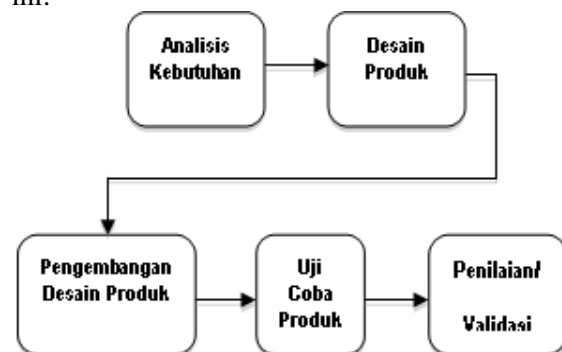 ini.
Analisis
Kebutuhan
Desain
Produk
Pengembangan
Desain Produk
Uji
Coba
Produk
Penilaian/
Validasi